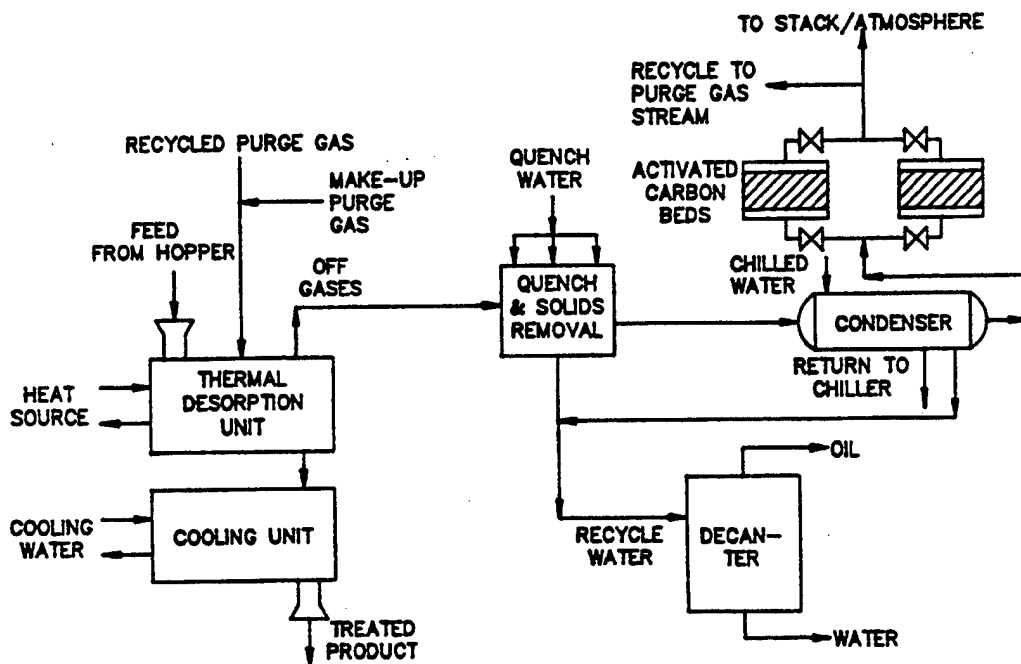 TO STACK/ATMOSPHERE
RECYCLE TO
PURGE GAS
STREAM
RECYCLED PURGE GAS
MAKE-UP
PURGE
GAS
QUENCH
WATER
ACTIVATED
CARBON
BEDS
FEED
FROM HOPPER
OFF
GASES
CHILLED
WATER
QUENCH
& SOLIDS
REMOVAL
CONDENSER
RETURN TO
CHILLER
HEAT
SOURCE
THERMAL
DESORPTION
UNIT
OIL
COOLING
WATER
COOLING UNIT
RECYCLE
WATER
DECAN-
TER
TREATED
PRODUCT
WATER